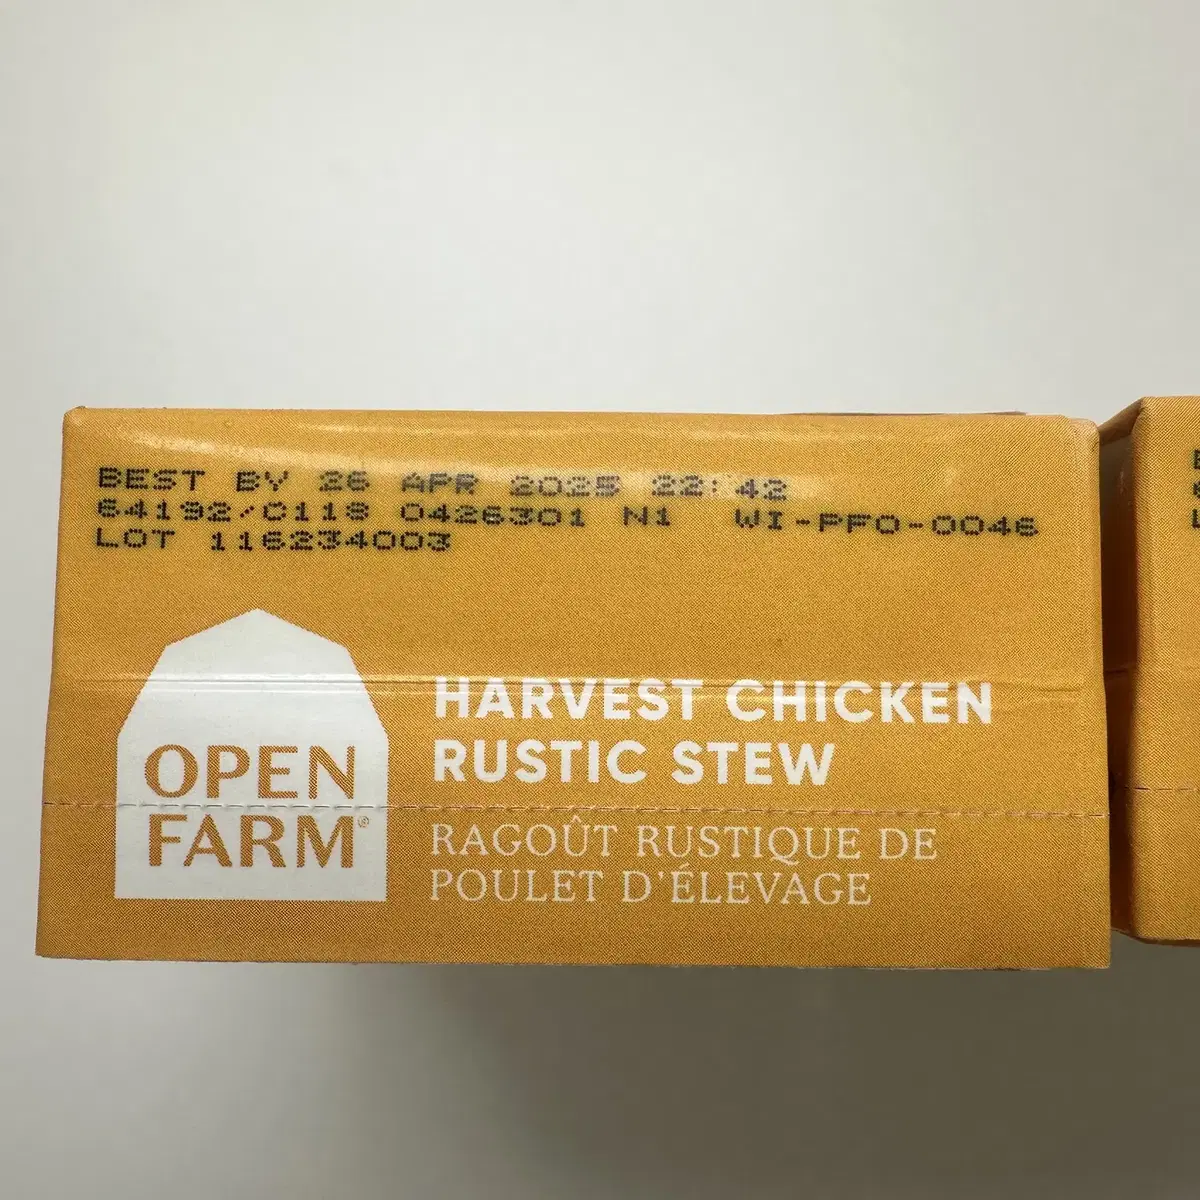 BEST BY 26 APR 2025 22:42
64192/C118 0426301 N1 WI-PFO-0046
LOT 116234003
OPEN
FARM®
HARVEST CHICKEN
RUSTIC STEW
RAGOÛT RUSTIQUE DE
POULET D'ÉLEVAGE